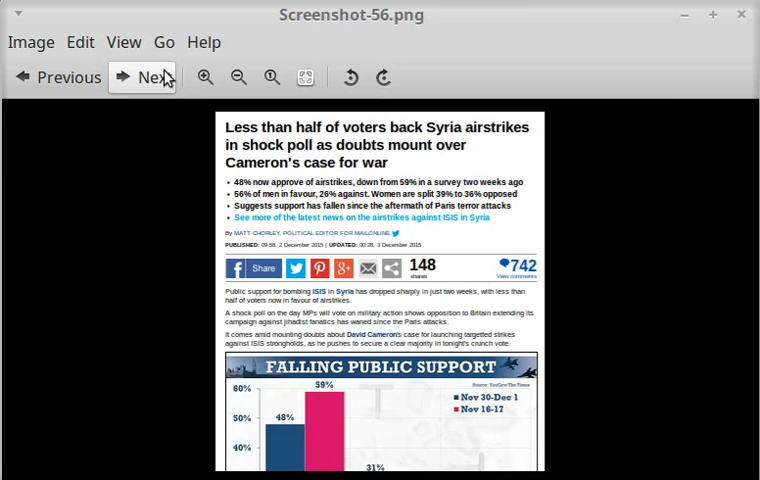 Screenshot-56.png
Image Edit View Go Help
Previous Next
Less than half of voters back Syria airstrikes
in shock poll as doubts mount over
Cameron's case for war
• 48% now approve of airstrikes, down from 59% in a survey two weeks ago
• 56% of men in favour, 26% against. Women are split 39% to 36% opposed
• Suggests support has fallen since the aftermath of Paris terror attacks
• See more of the latest news on the airstrikes against ISIS in Syria
By MATT CHORLEY, POLITICAL EDITOR FOR MAILONLINE
PUBLISHED: 09:58, 2 December 2015 | UPDATED: 00:28, 3 December 2015
Share
148
shares
742
View comments
Public support for bombing ISIS in Syria has dropped sharply in just two weeks, with less than
half of voters now in favour of airstrikes.
A shock poll on the day MPs will vote on military action shows opposition to Britain extending its
campaign against jihadist fanatics has waned since the Paris attacks.
It comes amid mounting doubts about David Cameron's case for launching targetted strikes
against ISIS strongholds, as he pushes to secure a clear majority in tonight's crunch vote.
FALLING PUBLIC SUPPORT
Source: YouGov/The Times
60%
59%
Nov 30-Dec 1
Nov 16-17
50%
48%
40%
31%